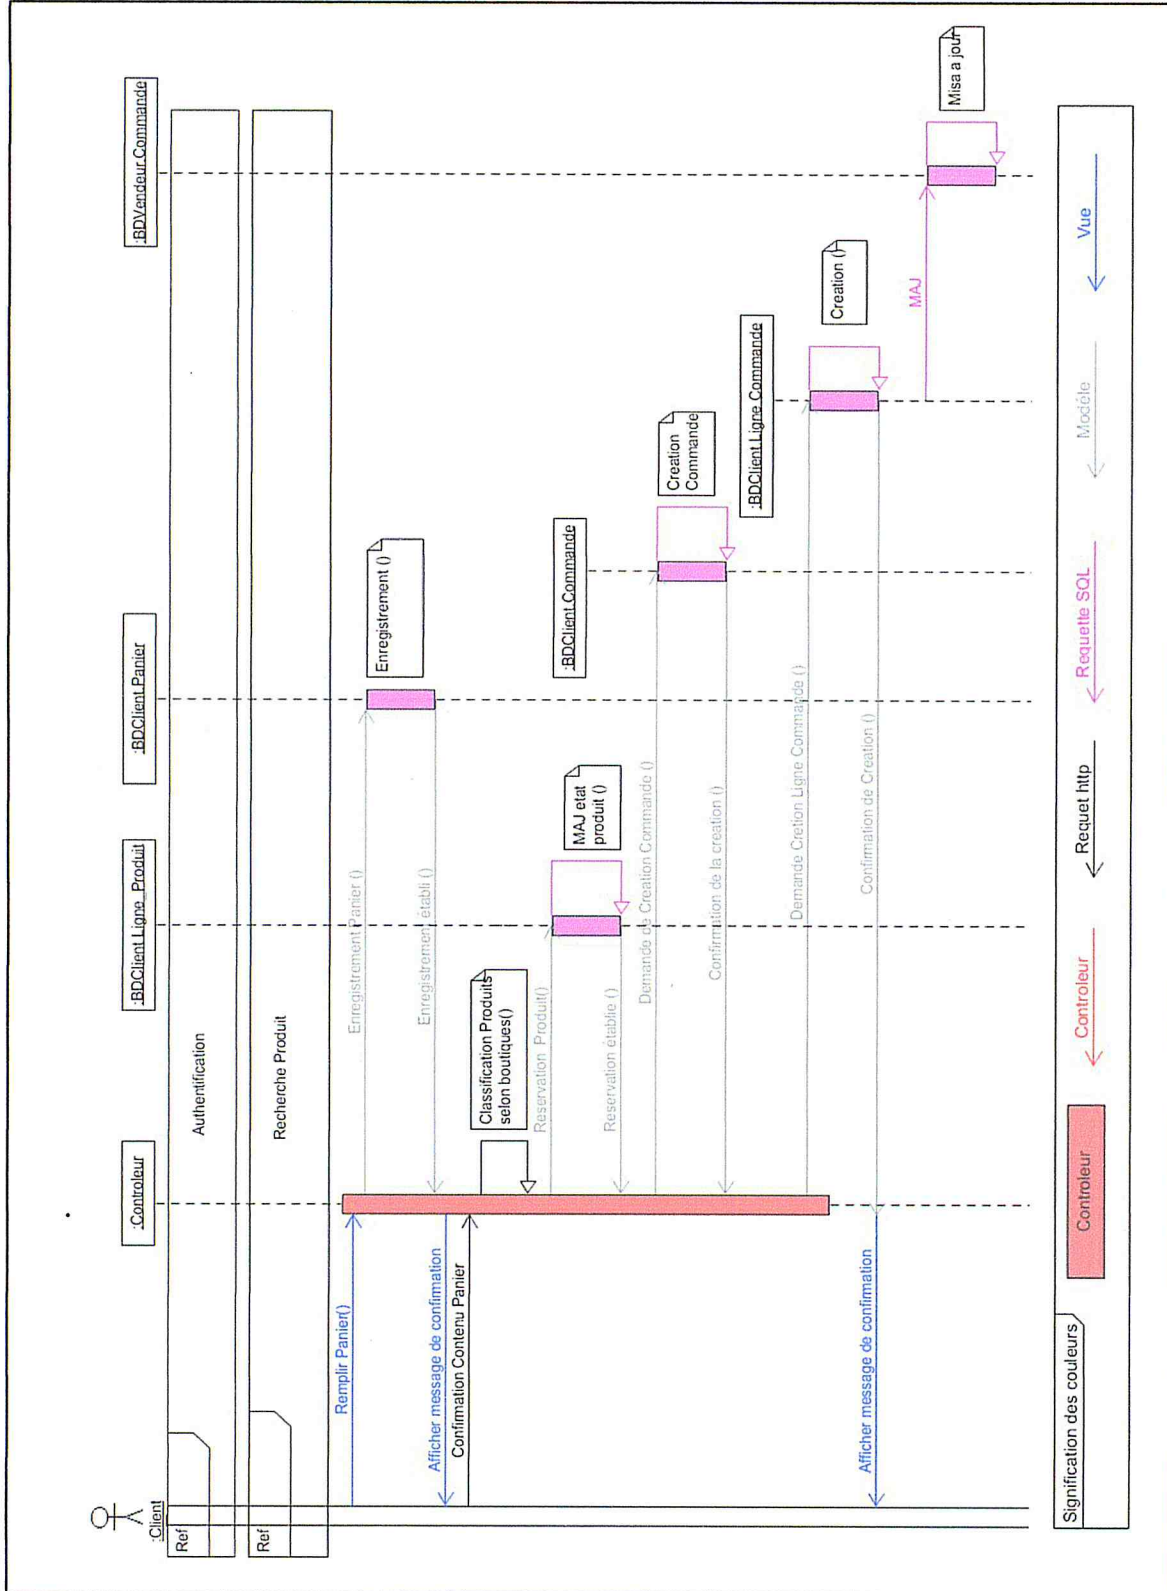 :Client
:Controleur
:BDClient.Ligne_Produit
:BDClient.Panier
:BDVendeur.Commande
Ref
Authentification
Ref
Recherche Produit
Remplir Panier()
Enregistrement Panier ()
Enregistrement ()
Enregistrement établi ()
Afficher message de confirmation
Confirmation Contenu Panier
Classification Produits
selon boutiques()
Reservation Produit()
MAJ etat
produit ()
Reservation établie ()
:BDClient.Commande
Demande de Creation Commande ()
Creation
Commande
Confirmation de la creation ()
:BDClient.Ligne.Commande
Demande Cretion Ligne Commande ()
Creation ()
Confirmation de Creation ()
Afficher message de confirmation
MAJ
Misa a jour
Signification des couleurs
Controleur
Controleur
Requet http
Requette SQL
Modéle
Vue